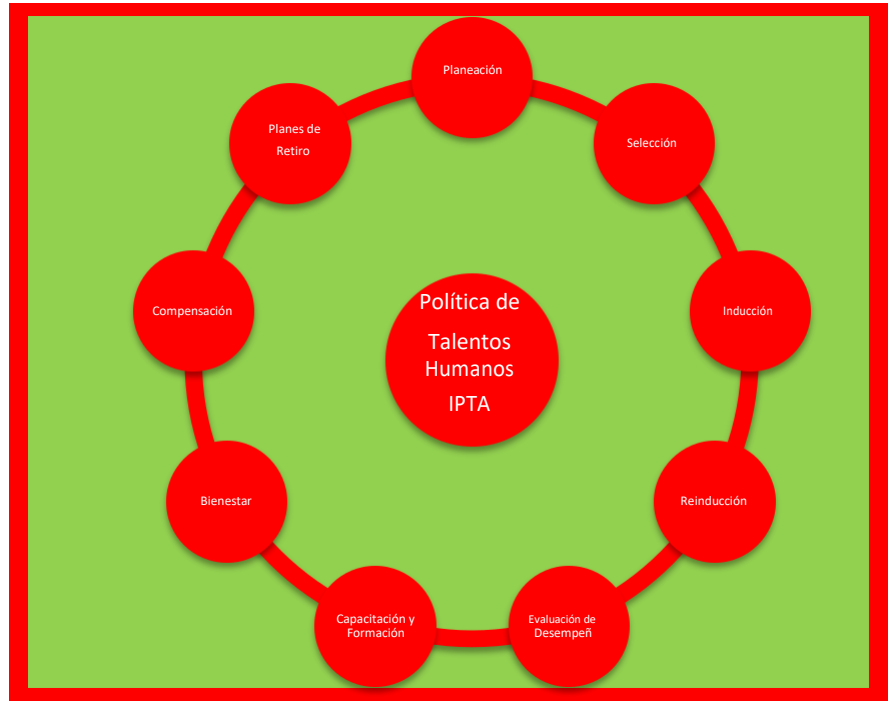 Planeación
Selección
Inducción
Reinducción
Evaluación de
Desempeñ
Capacitación y
Formación
Bienestar
Compensación
Planes de
Retiro
Política de
Talentos
Humanos
IPTA